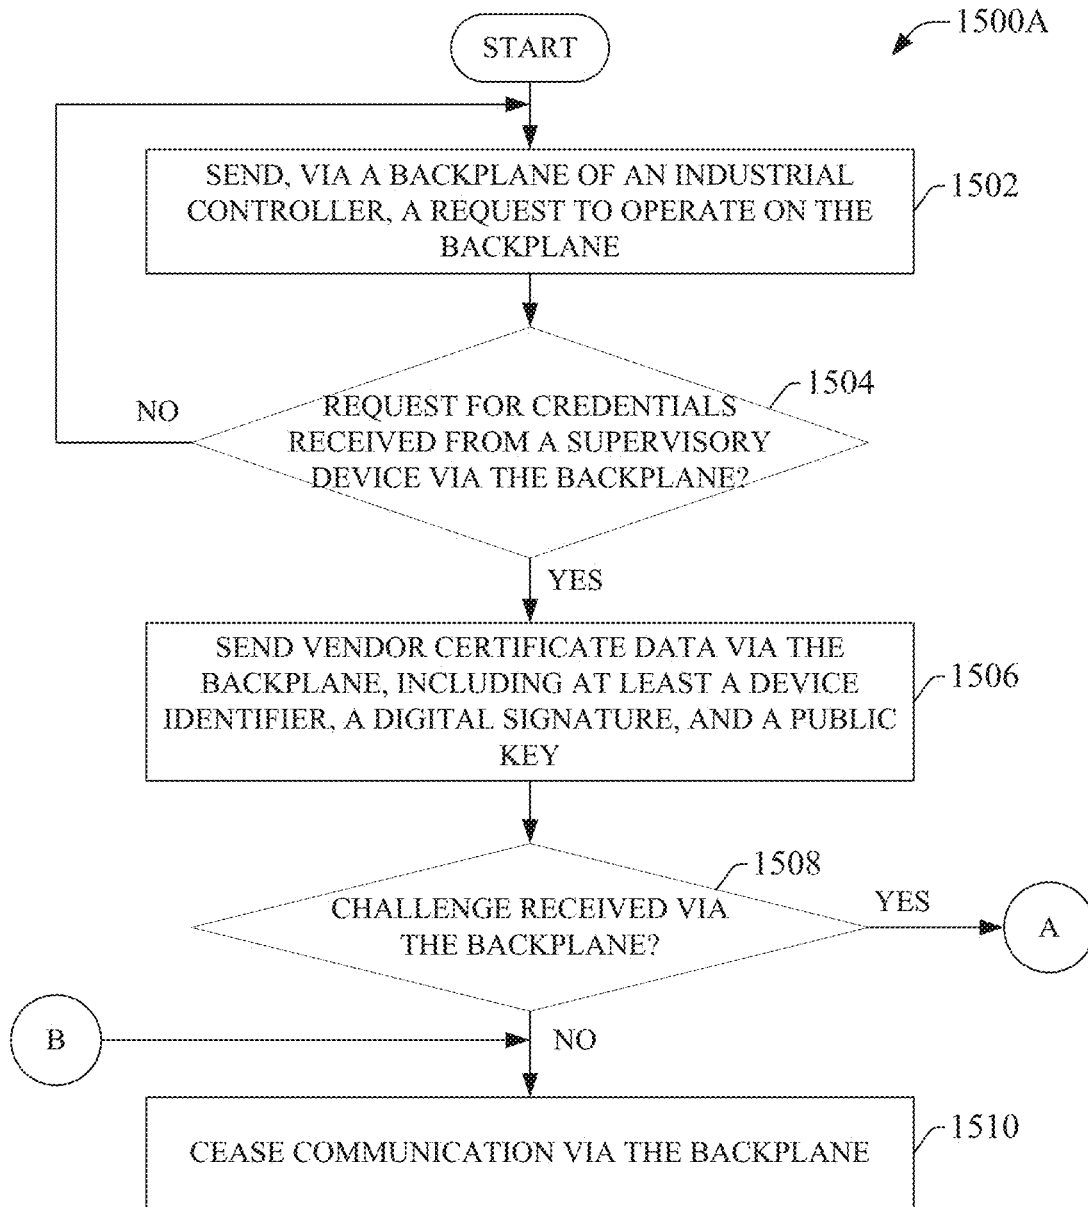 1500A
START
SEND, VIA A BACKPLANE OF AN INDUSTRIAL
CONTROLLER, A REQUEST TO OPERATE ON THE
BACKPLANE
1502
1504
NO
REQUEST FOR CREDENTIALS
RECEIVED FROM A SUPERVISORY
DEVICE VIA THE BACKPLANE?
YES
SEND VENDOR CERTIFICATE DATA VIA THE
BACKPLANE, INCLUDING AT LEAST A DEVICE
IDENTIFIER, A DIGITAL SIGNATURE, AND A PUBLIC
KEY
1506
1508
CHALLENGE RECEIVED VIA
THE BACKPLANE?
YES
A
B
NO
CEASE COMMUNICATION VIA THE BACKPLANE
1510